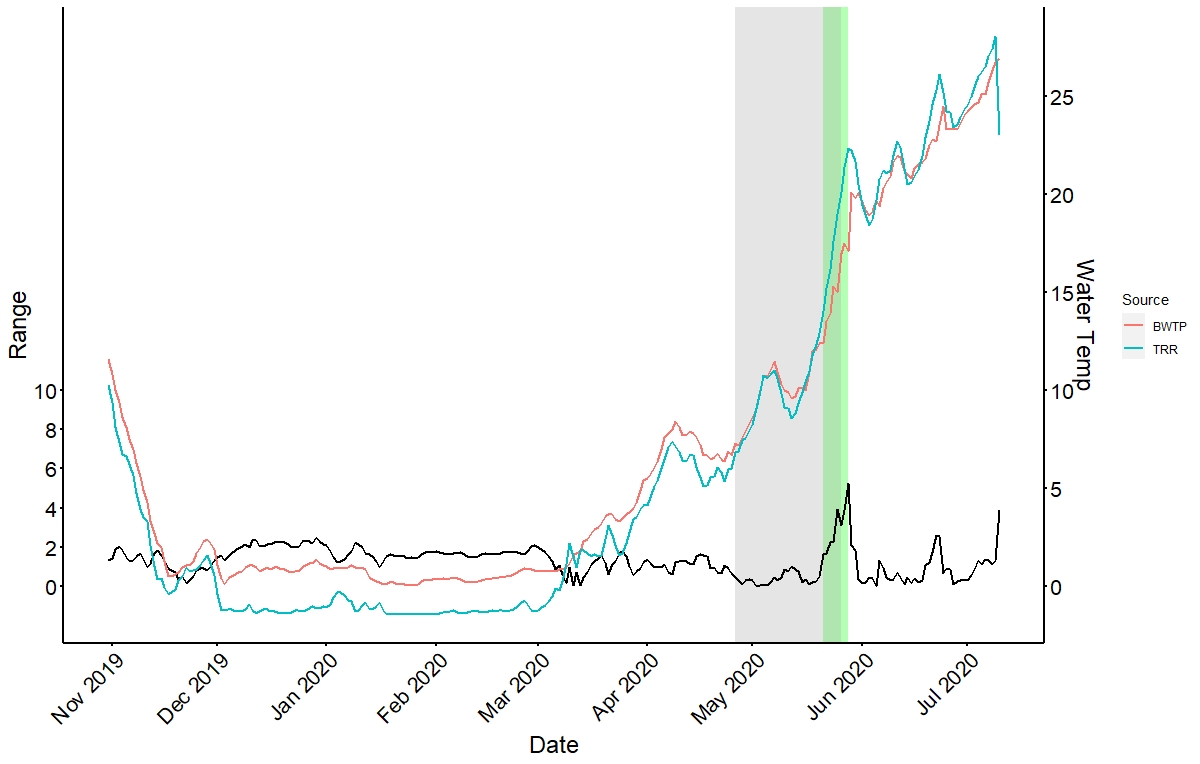 Range
10
8
6
4
2
0
25
20
15
10
5
0
Water Temp
Nov 2019
Dec 2019
Jan 2020
Feb 2020
Mar 2020
Apr 2020
May 2020
Jun 2020
Jul 2020
Date
Source
BWTP
TRR